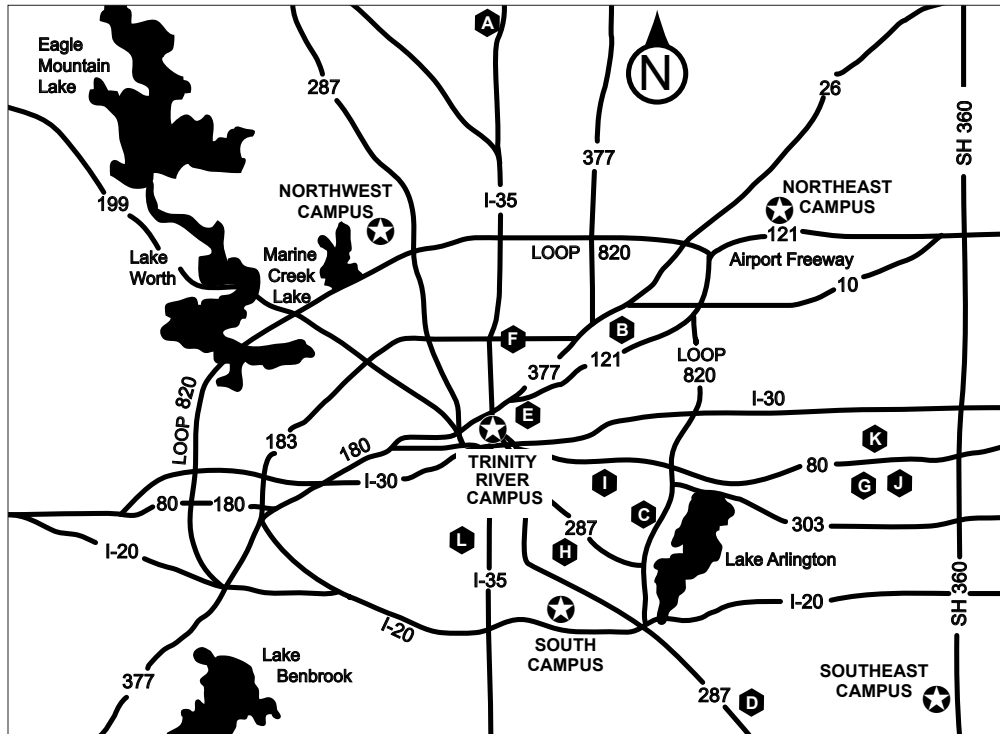 A
Eagle
Mountain
Lake
287
N
26
SH 360
377
199
NORTHWEST
CAMPUS
I-35
NORTHEAST
CAMPUS
121
Lake
Worth
Marine
Creek
Lake
LOOP 820
Airport Freeway
10
B
F
121
LOOP
820
377
LOOP 820
I-30
E
183
180
K
80
TRINITY
RIVER
CAMPUS
I-30
I
G
J
80
180
C
303
287
L
H
I-20
Lake Arlington
I-35
I-20
SH 360
I-20
SOUTH
CAMPUS
Lake
Benbrook
377
287
D
SOUTHEAST
CAMPUS